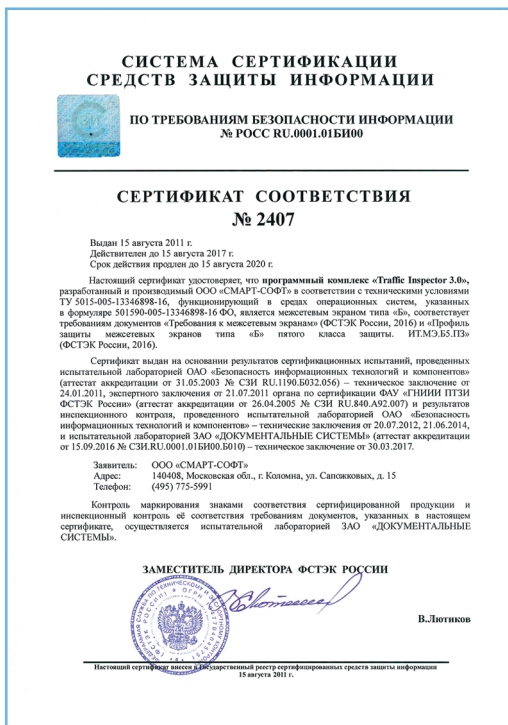 СИСТЕМА СЕРТИФИКАЦИИ
СРЕДСТВ ЗАЩИТЫ ИНФОРМАЦИИ
ПО ТРЕБОВАНИЯМ БЕЗОПАСНОСТИ ИНФОРМАЦИИ
№ РОСС RU.0001.01БИ00
СЕРТИФИКАТ СООТВЕТСТВИЯ
№ 2407
Выдан 15 августа 2011 г.
Действителен до 15 августа 2017 г.
Срок действия продлен до 15 августа 2020 г.
Настоящий сертификат удостоверяет, что программный комплекс «Traffic Inspector 3.0»,
разработанный и производимый ООО «СМАРТ-СОФТ» в соответствии с техническими условиями
ТУ 5015-005-13346898-16, функционирующий в средах операционных систем, указанных
в формуляре 501590-005-13346898-16 ФО, является межсетевым экраном типа «Б», соответствует
требованиям документов «Требования к межсетевым экранам» (ФСТЭК России, 2016) и «Профиль
защиты межсетевых экранов типа «Б» пятого класса защиты. ИТ.МЭ.Б5.ПЗ»
(ФСТЭК России, 2016).
Сертификат выдан на основании результатов сертификационных испытаний, проведенных
испытательной лабораторией ОАО «Безопасность информационных технологий и компонентов»
(аттестат аккредитации от 31.05.2003 № СЗИ RU.1190.Б032.056) – техническое заключение от
24.01.2011, экспертного заключения от 21.07.2011 органа по сертификации ФАУ «ГНИИИ ПТЗИ
ФСТЭК России» (аттестат аккредитации от 26.04.2005 № СЗИ RU.840.А92.007) и результатов
инспекционного контроля, проведенного испытательной лабораторией ОАО «Безопасность
информационных технологий и компонентов» – технические заключения от 20.07.2012, 21.06.2014,
и испытательной лабораторией ЗАО «ДОКУМЕНТАЛЬНЫЕ СИСТЕМЫ» (аттестат аккредитации
от 15.09.2016 № СЗИ.RU.0001.01БИ00.Б010) – техническое заключение от 30.03.2017.
Заявитель: ООО «СМАРТ-СОФТ»
Адрес: 140408, Московская обл., г. Коломна, ул. Сапожковых, д. 15
Телефон: (495) 775-5991
Контроль маркирования знаками соответствия сертифицированной продукции и
инспекционный контроль её соответствия требованиям документов, указанных в настоящем
сертификате, осуществляется испытательной лабораторией ЗАО «ДОКУМЕНТАЛЬНЫЕ
СИСТЕМЫ».
ЗАМЕСТИТЕЛЬ ДИРЕКТОРА ФСТЭК РОССИИ
В.Лютиков
Настоящий сертификат внесен в Государственный реестр сертифицированных средств защиты информации
15 августа 2011 г.